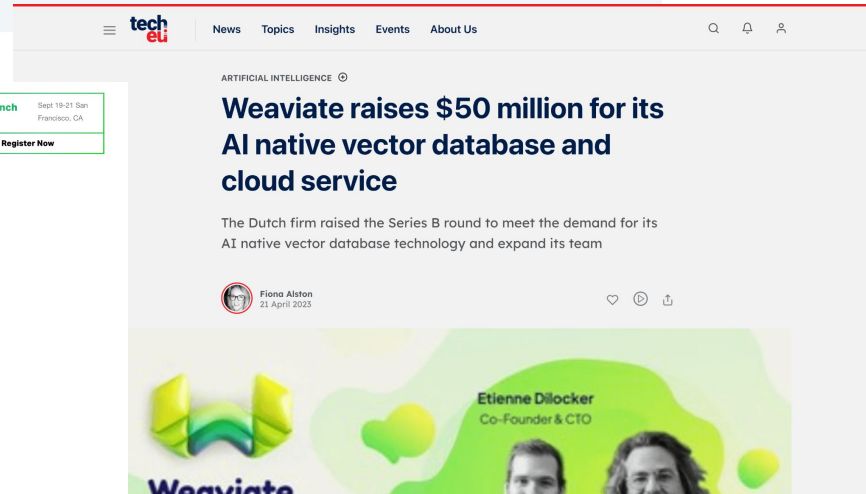 tech
eu
News Topics Insights Events About Us
nch
Sept 19-21 San
Francisco, CA
Register Now
ARTIFICIAL INTELLIGENCE
Weaviate raises $50 million for its
AI native vector database and
cloud service
The Dutch firm raised the Series B round to meet the demand for its
AI native vector database technology and expand its team
Fiona Alston
21 April 2023
Etienne Dilocker
Co-Founder & CTO
Weaviate